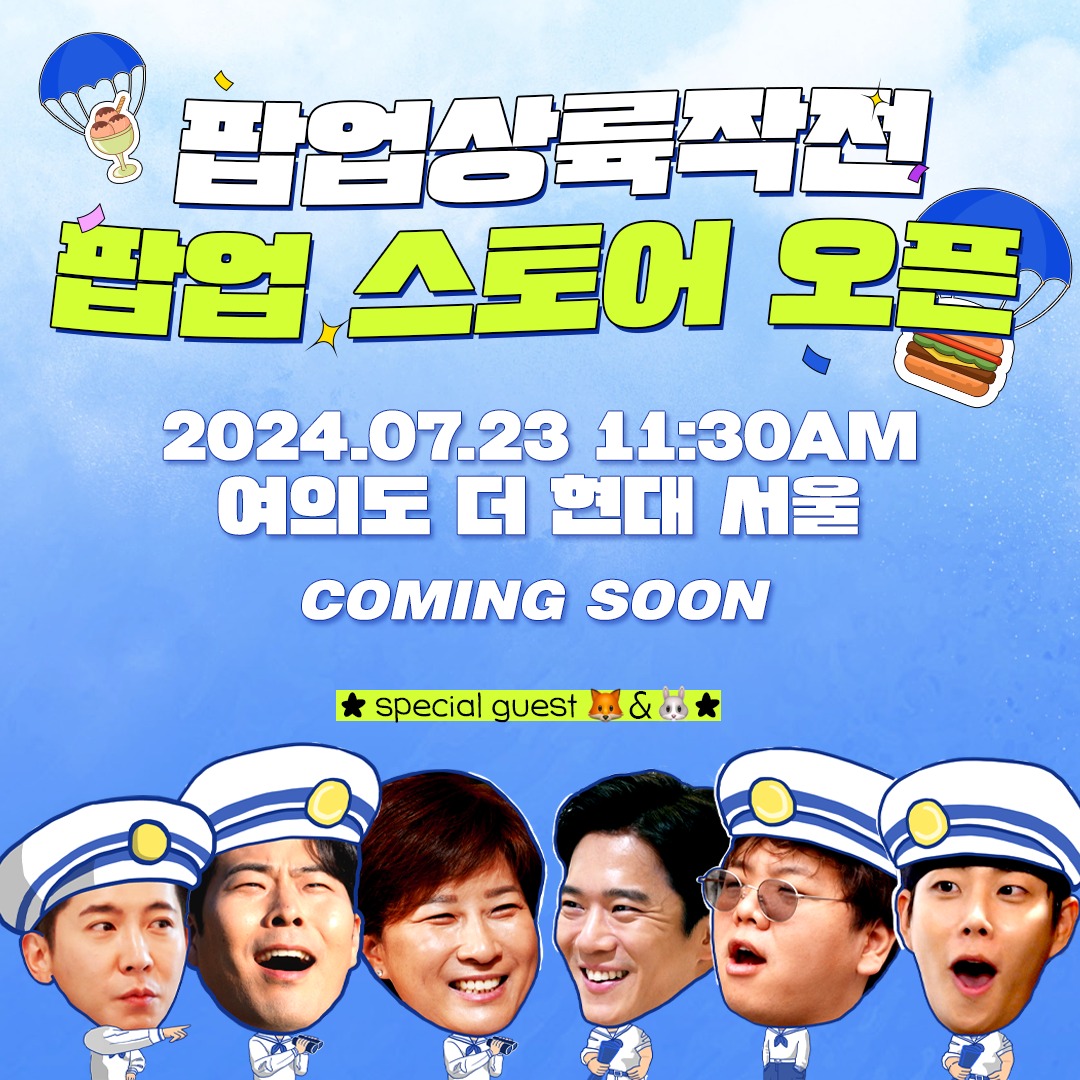 팝업상륙작전
팝업 스토어 오픈
2024.07.23 11:30AM
여의도 더 현대 서울
COMING SOON
★ special guest 🦊&🐰★